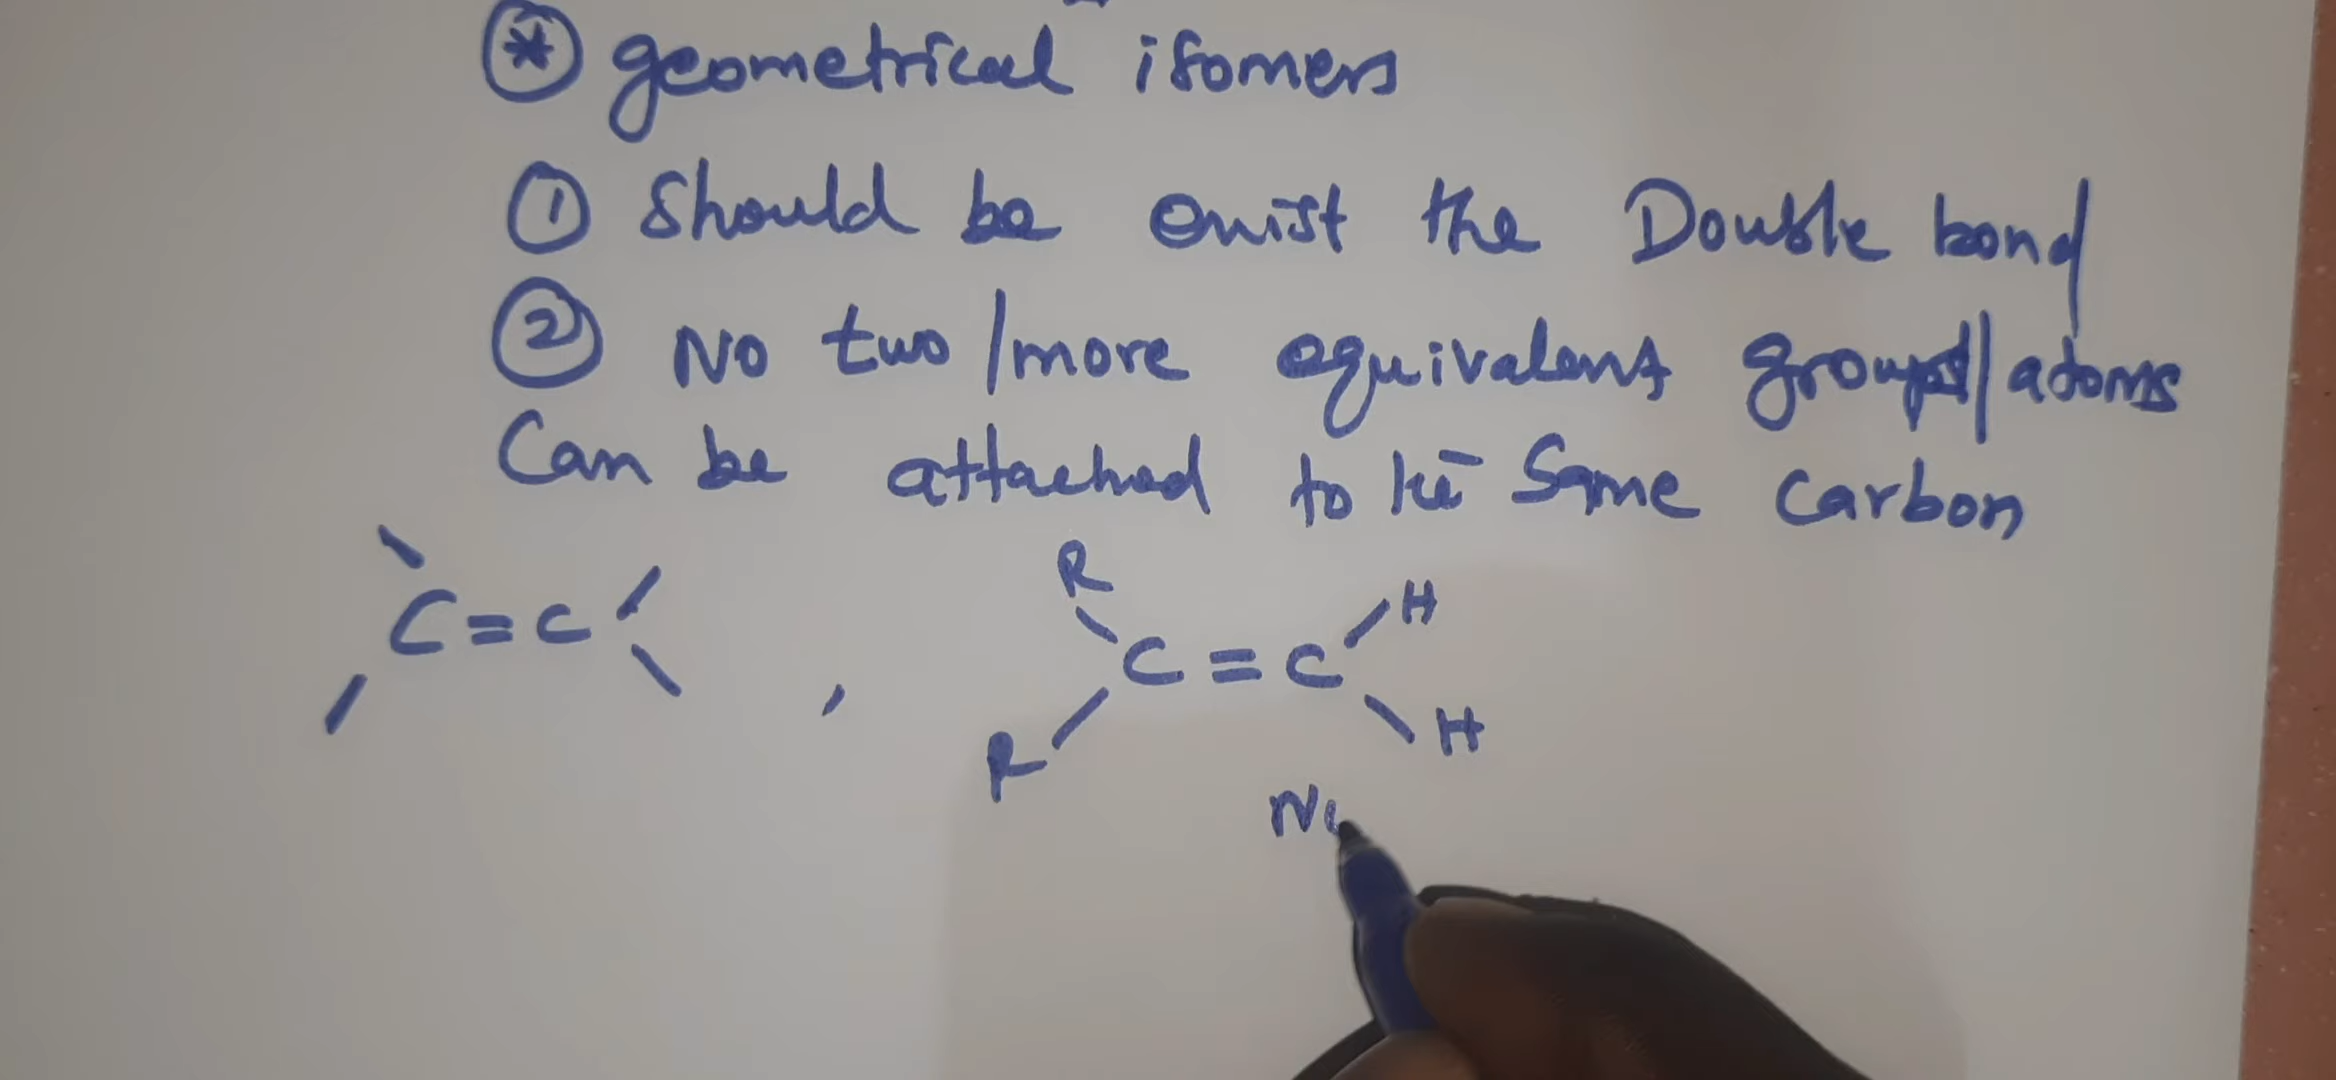 * geometrical isomers
① Should be exist the Double bond
② No two/more equivalent groups/atoms
Can be attached to the Same carbon
C=C , R R C=C H H